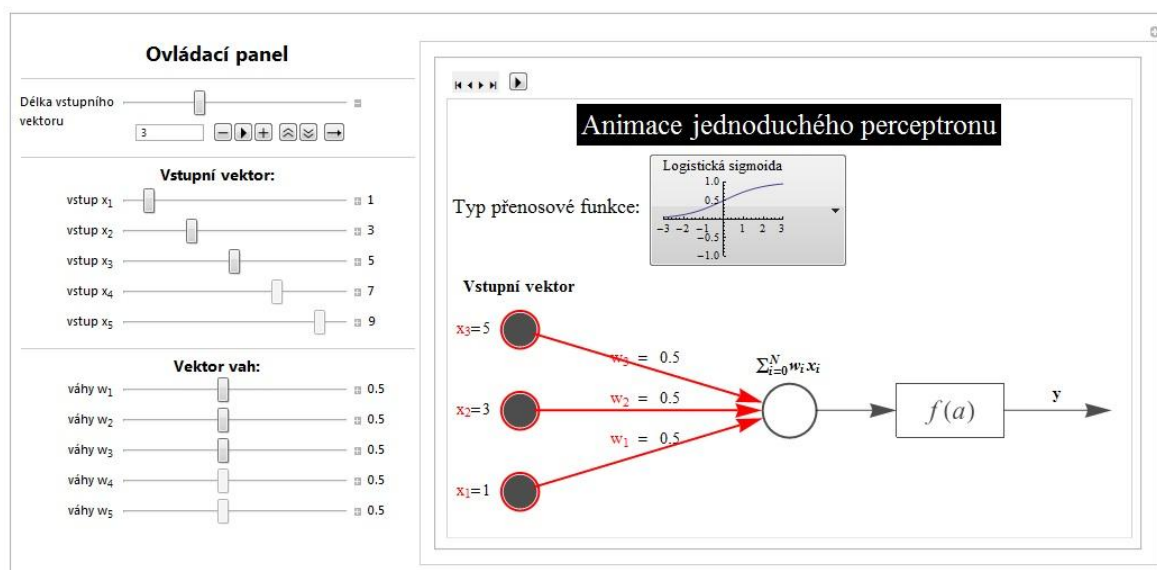 Ovládací panel
Délka vstupního
vektoru
3
Vstupní vektor:
vstup x₁ 1
vstup x₂ 3
vstup x₃ 5
vstup x₄ 7
vstup x₅ 9
Vektor vah:
váhy w₁ 0.5
váhy w₂ 0.5
váhy w₃ 0.5
váhy w₄ 0.5
váhy w₅ 0.5
Animace jednoduchého perceptronu
Typ přenosové funkce:
Logistická sigmoida
1.0
0.5
−3 −2 −1 1 2 3
−0.5
−1.0
Vstupní vektor
x₃=5
w₃ = 0.5
∑ᵢ₌₀ᴺ wᵢ xᵢ
x₂=3
w₂ = 0.5
f(a)
y
w₁ = 0.5
x₁=1